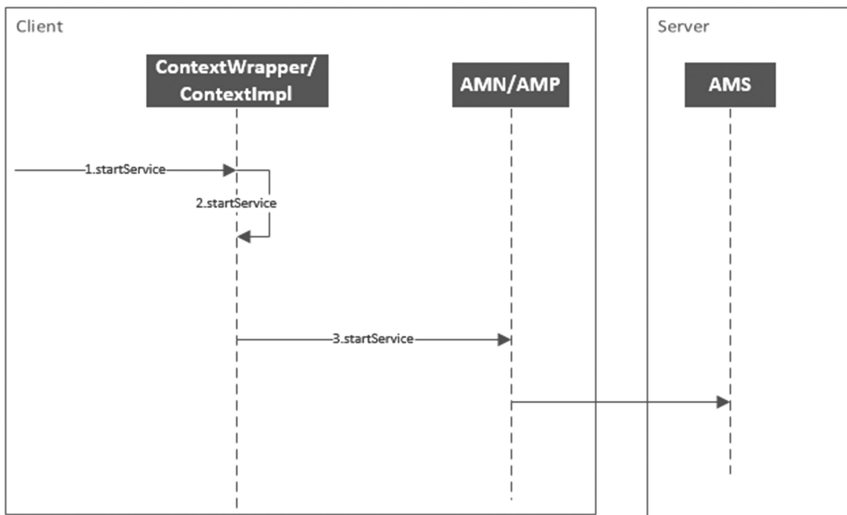 Client
Server
ContextWrapper/
ContextImpl
AMN/AMP
AMS
1.startService
2.startService
3.startService